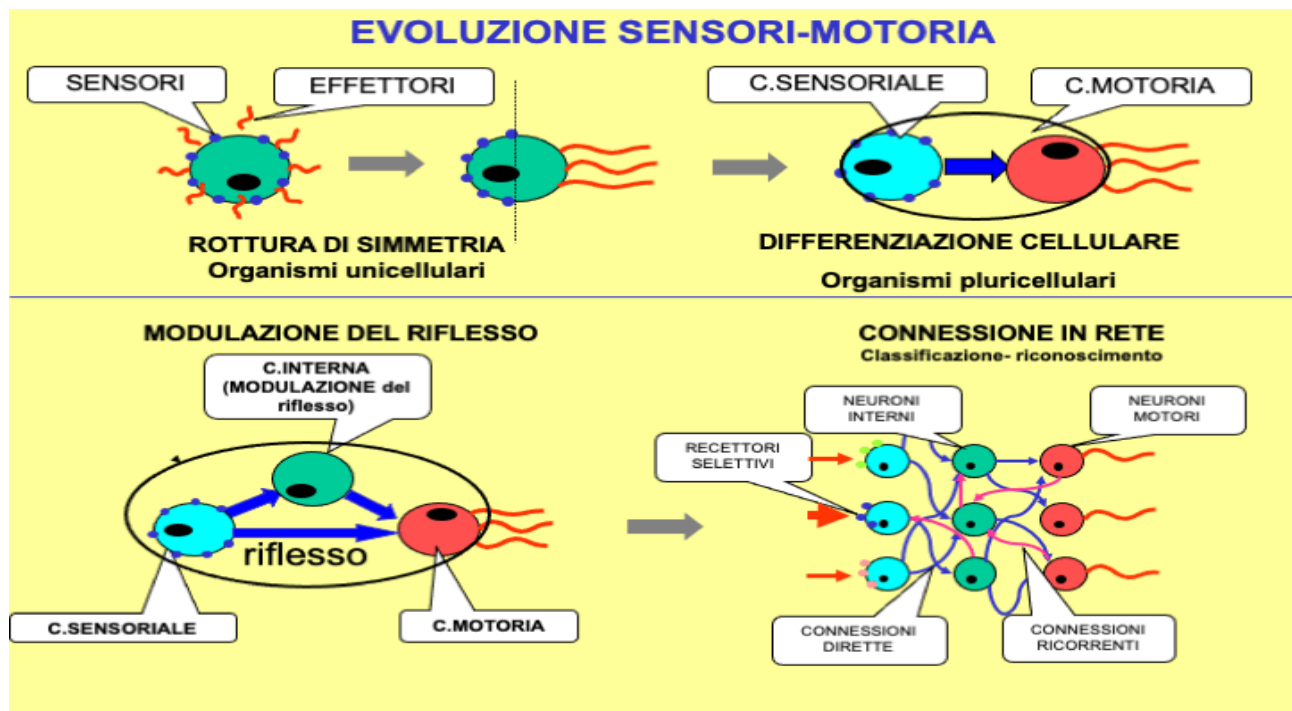 EVOLUZIONE SENSORI-MOTORIA
SENSORI
EFFETTORI
C.SENSORIALE
C.MOTORIA
ROTTURA DI SIMMETRIA
Organismi unicellulari
DIFFERENZIAZIONE CELLULARE
Organismi pluricellulari
MODULAZIONE DEL RIFLESSO
C.INTERNA
(MODULAZIONE del
riflesso)
riflesso
C.SENSORIALE
C.MOTORIA
CONNESSIONE IN RETE
Classificazione- riconoscimento
NEURONI
INTERNI
NEURONI
MOTORI
RECETTORI
SELETTIVI
CONNESSIONI
DIRETTE
CONNESSIONI
RICORRENTI